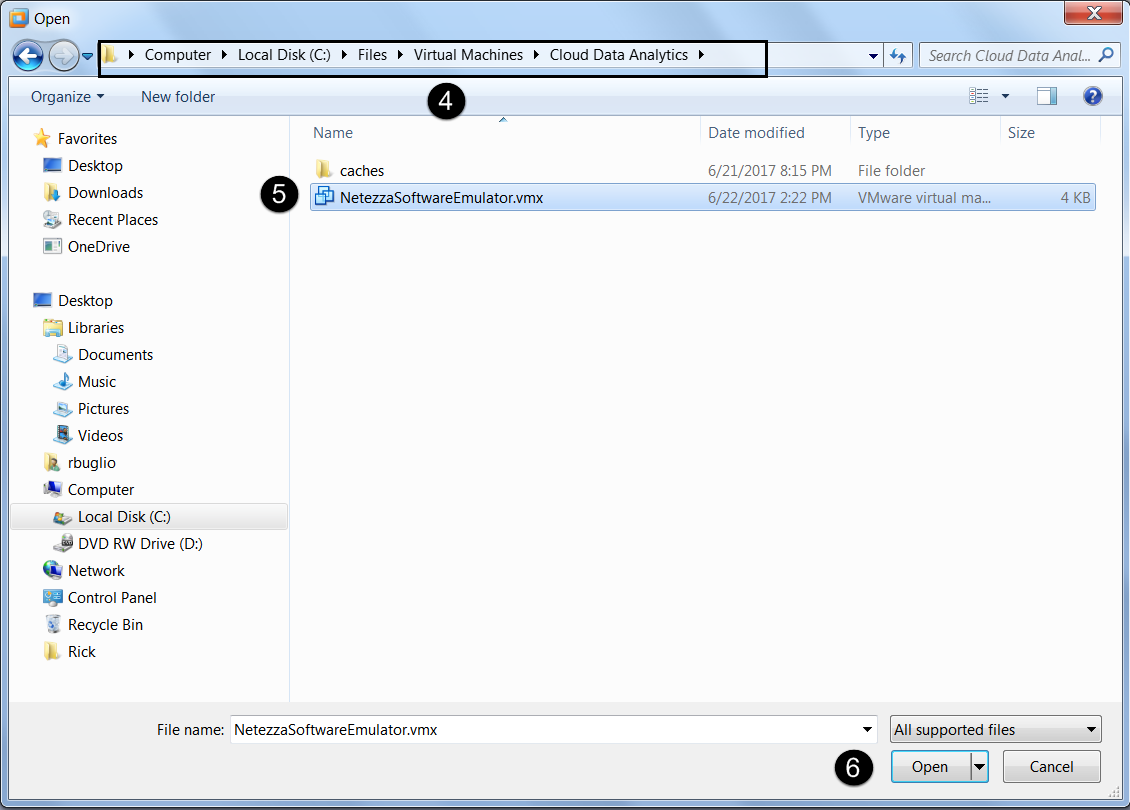 Open
Computer Local Disk (C:) Files Virtual Machines Cloud Data Analytics Search Cloud Data Anal...
Organize New folder
4
Favorites
Desktop
Downloads
Recent Places
OneDrive
Desktop
Libraries
Documents
Music
Pictures
Videos
rbuglio
Computer
Local Disk (C:)
DVD RW Drive (D:)
Network
Control Panel
Recycle Bin
Rick
Name Date modified Type Size
caches 6/21/2017 8:15 PM File folder
5 NetezzaSoftwareEmulator.vmx 6/22/2017 2:22 PM VMware virtual ma... 4 KB
File name: NetezzaSoftwareEmulator.vmx All supported files
6 Open Cancel